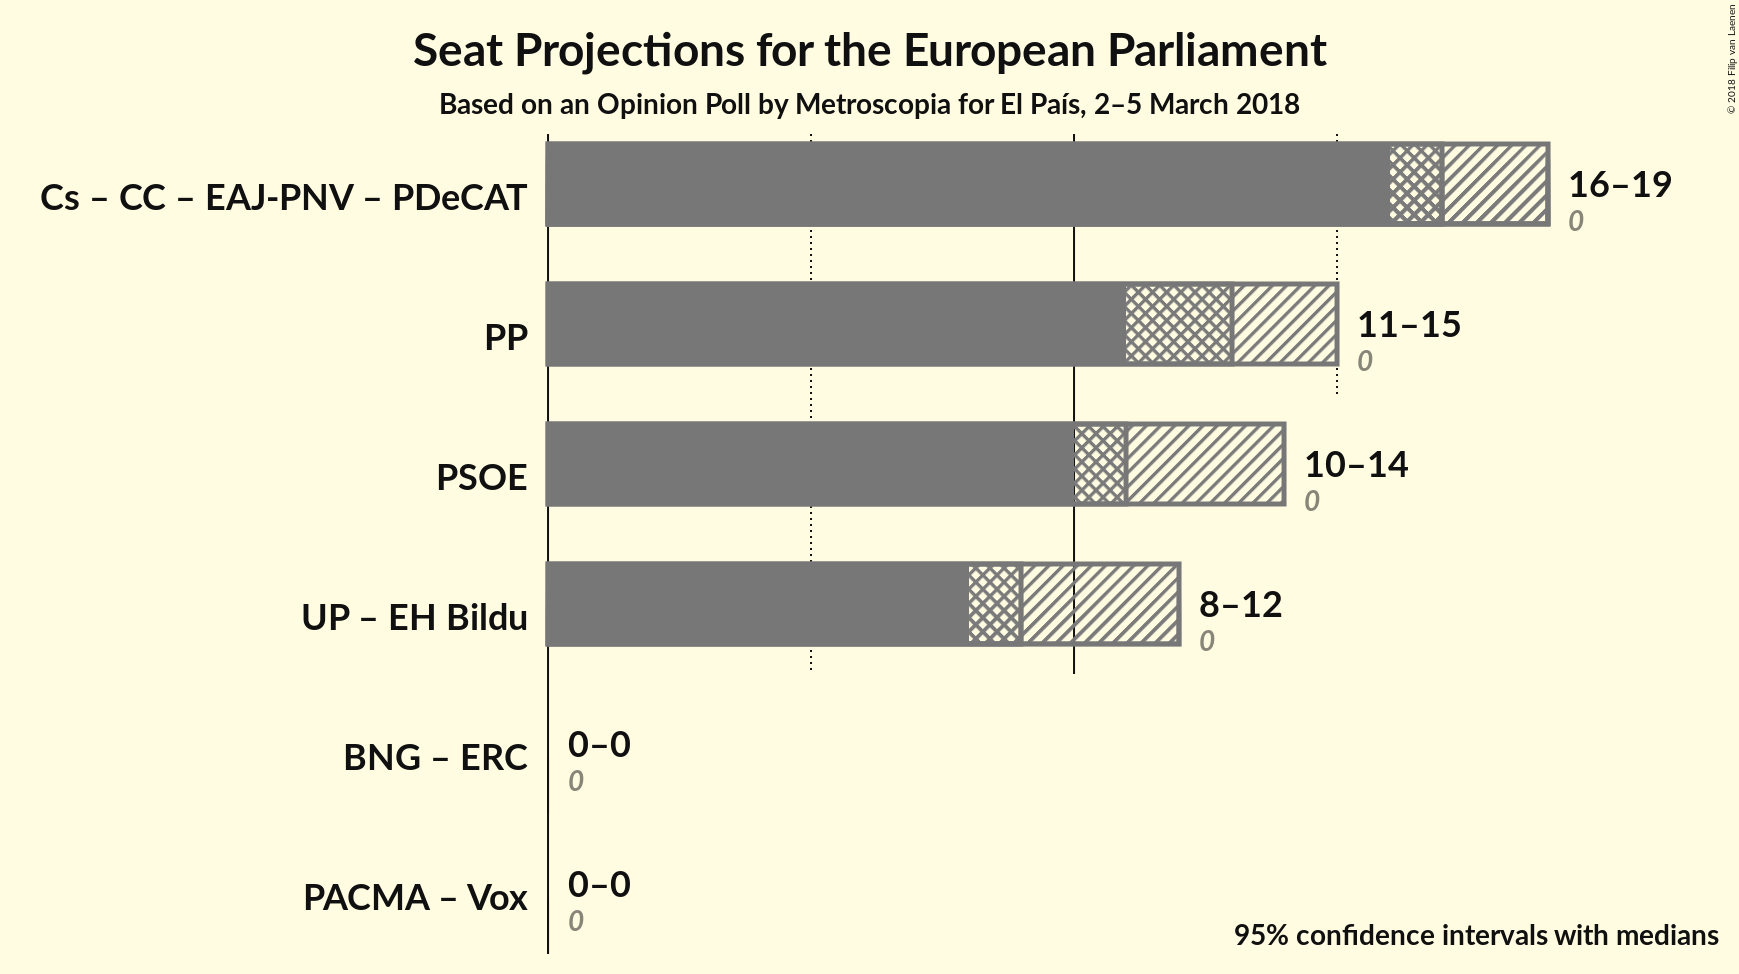 Seat Projections for the European Parliament
Based on an Opinion Poll by Metroscopia for El País, 2–5 March 2018
© 2018 Filip van Laenen
Cs – CC – EAJ-PNV – PDeCAT
16–19
0
PP
11–15
0
PSOE
10–14
0
UP – EH Bildu
8–12
0
BNG – ERC
0–0
0
PACMA – Vox
0–0
0
95% confidence intervals with medians